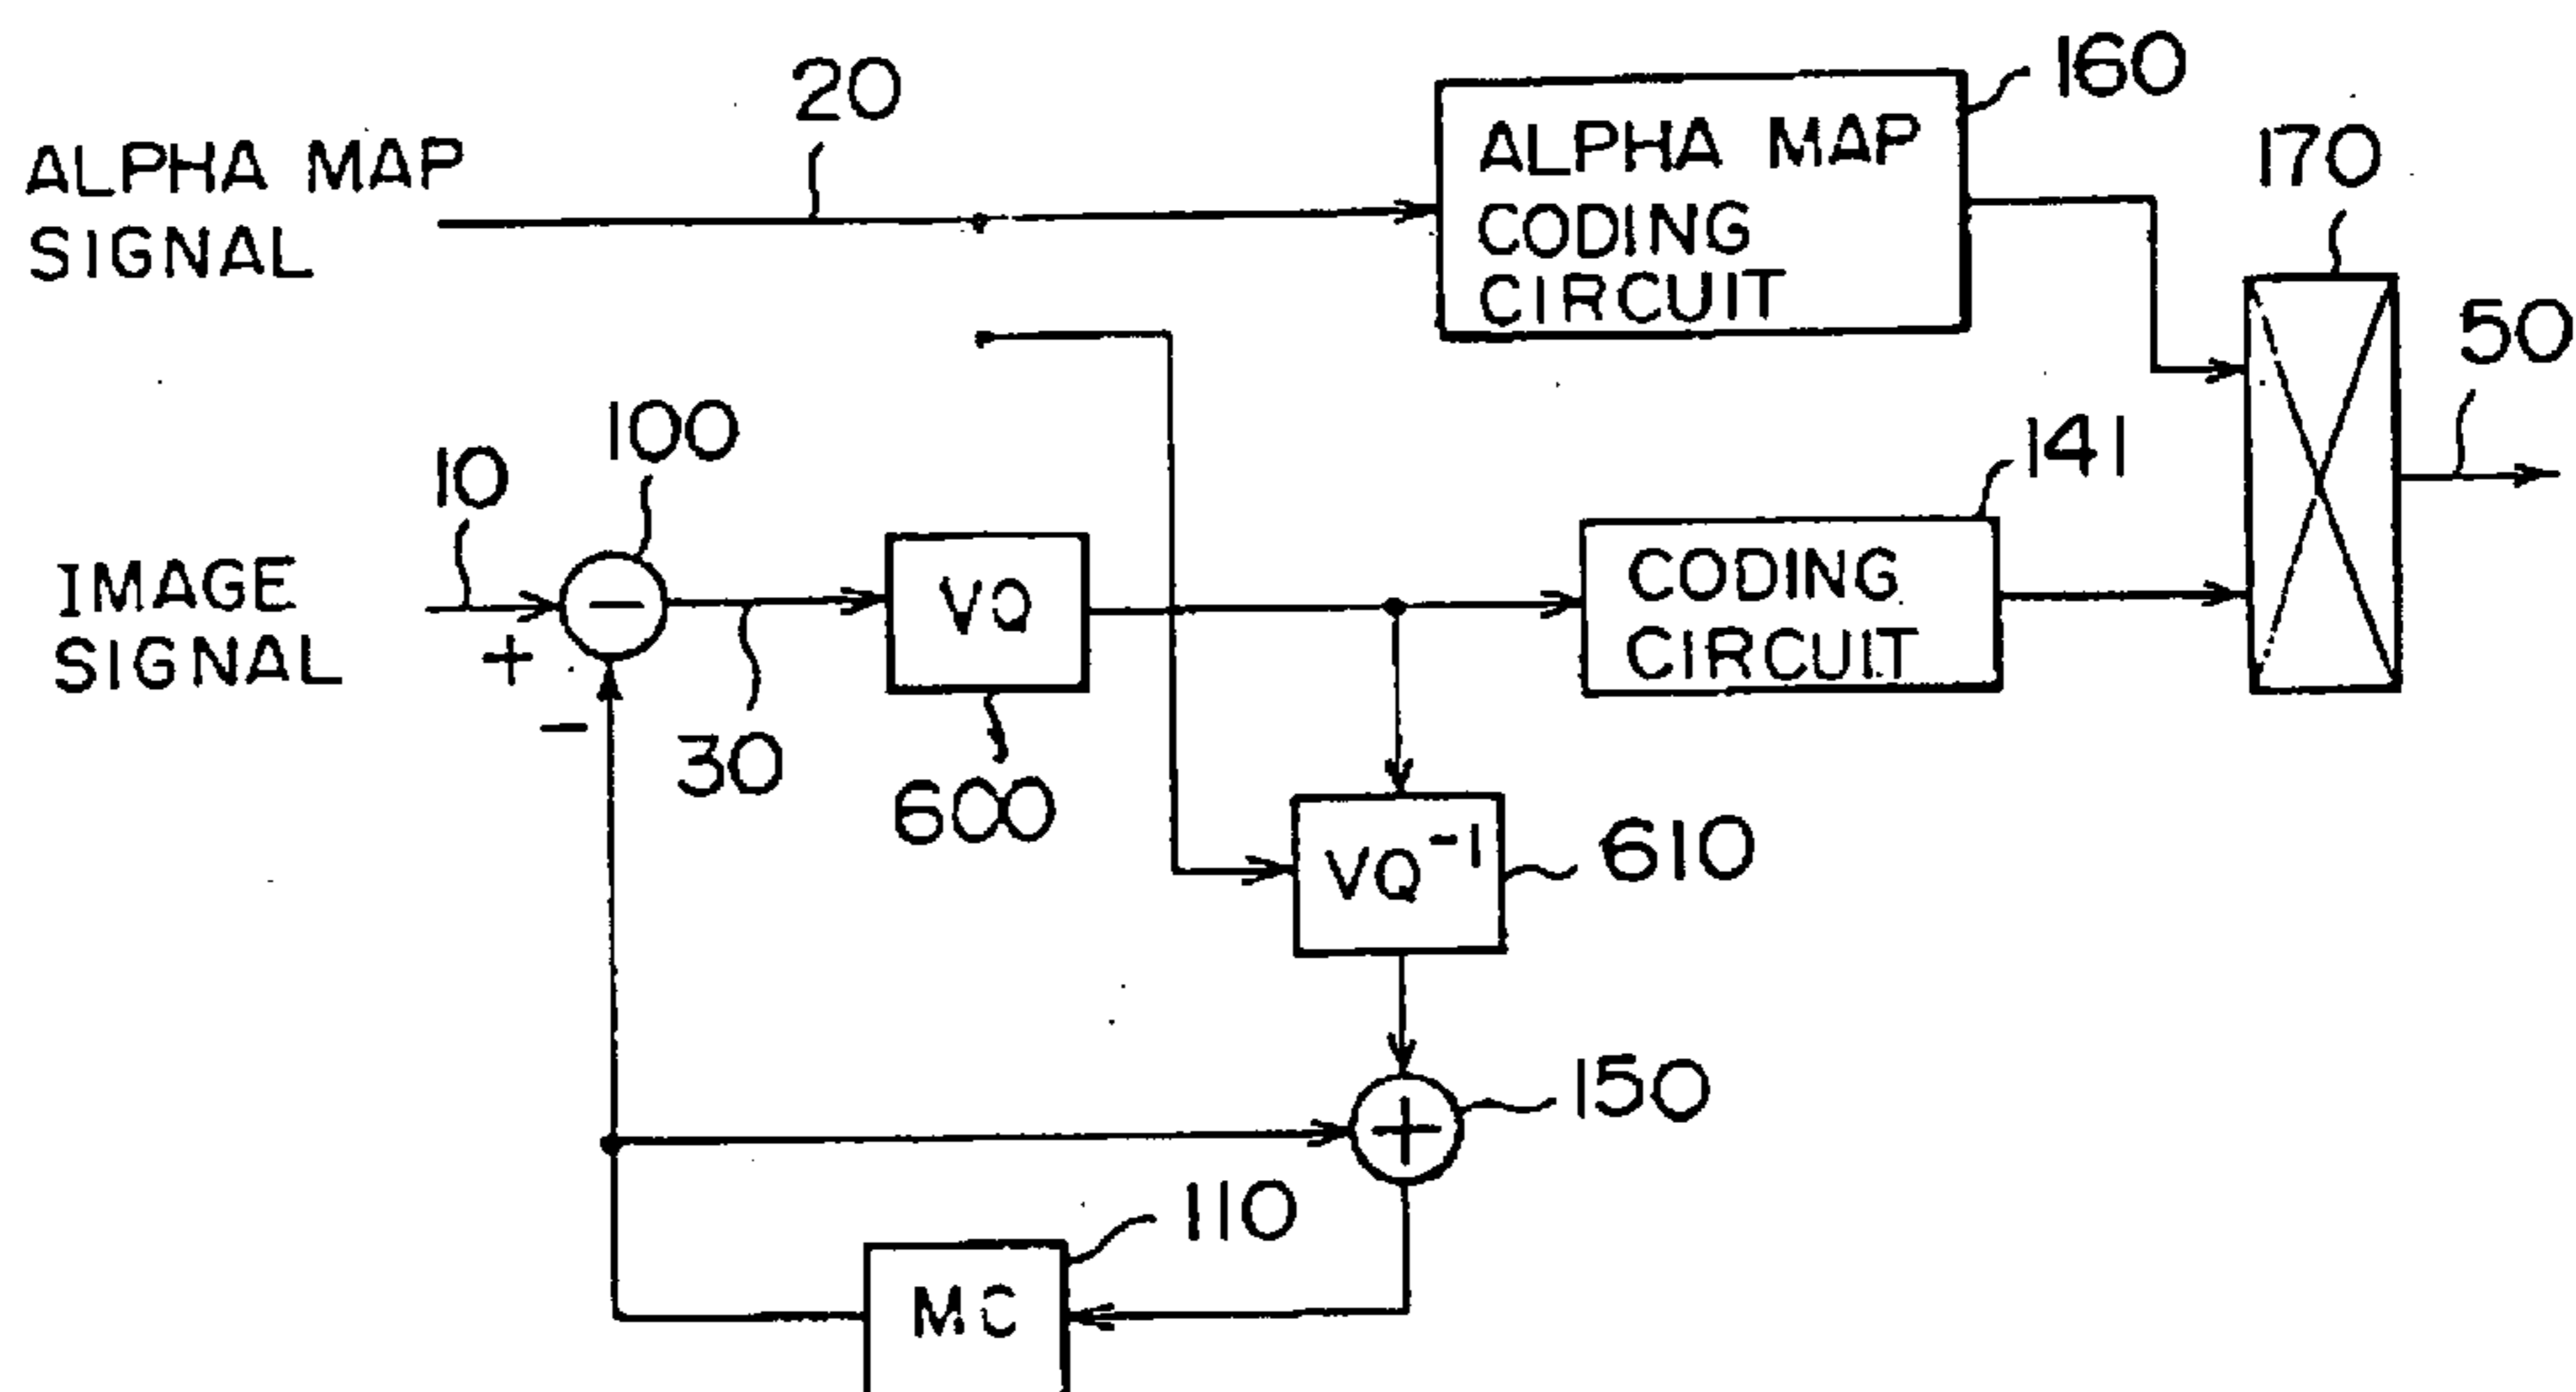 160
20
170
ALPHA MAP
SIGNAL
ALPHA MAP
CODING
CIRCUIT
50
100
141
10
IMAGE
SIGNAL
+
-
-
VQ
CODING
CIRCUIT
30
600
VQ⁻¹
610
150
+
110
MC